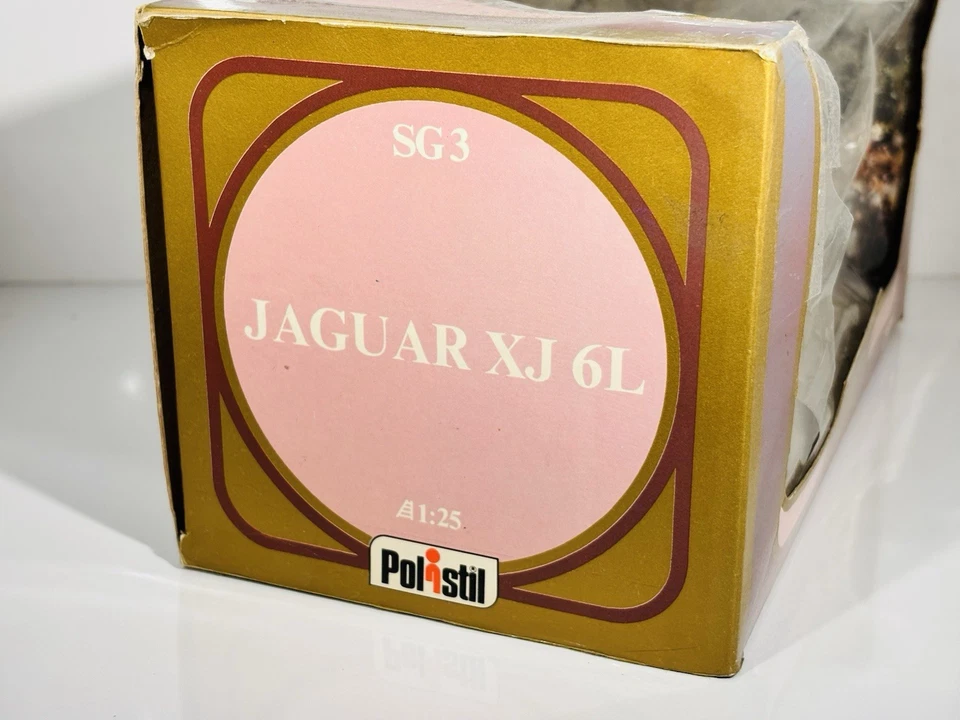 SG3
JAGUAR XJ 6L
1:25
Polistil